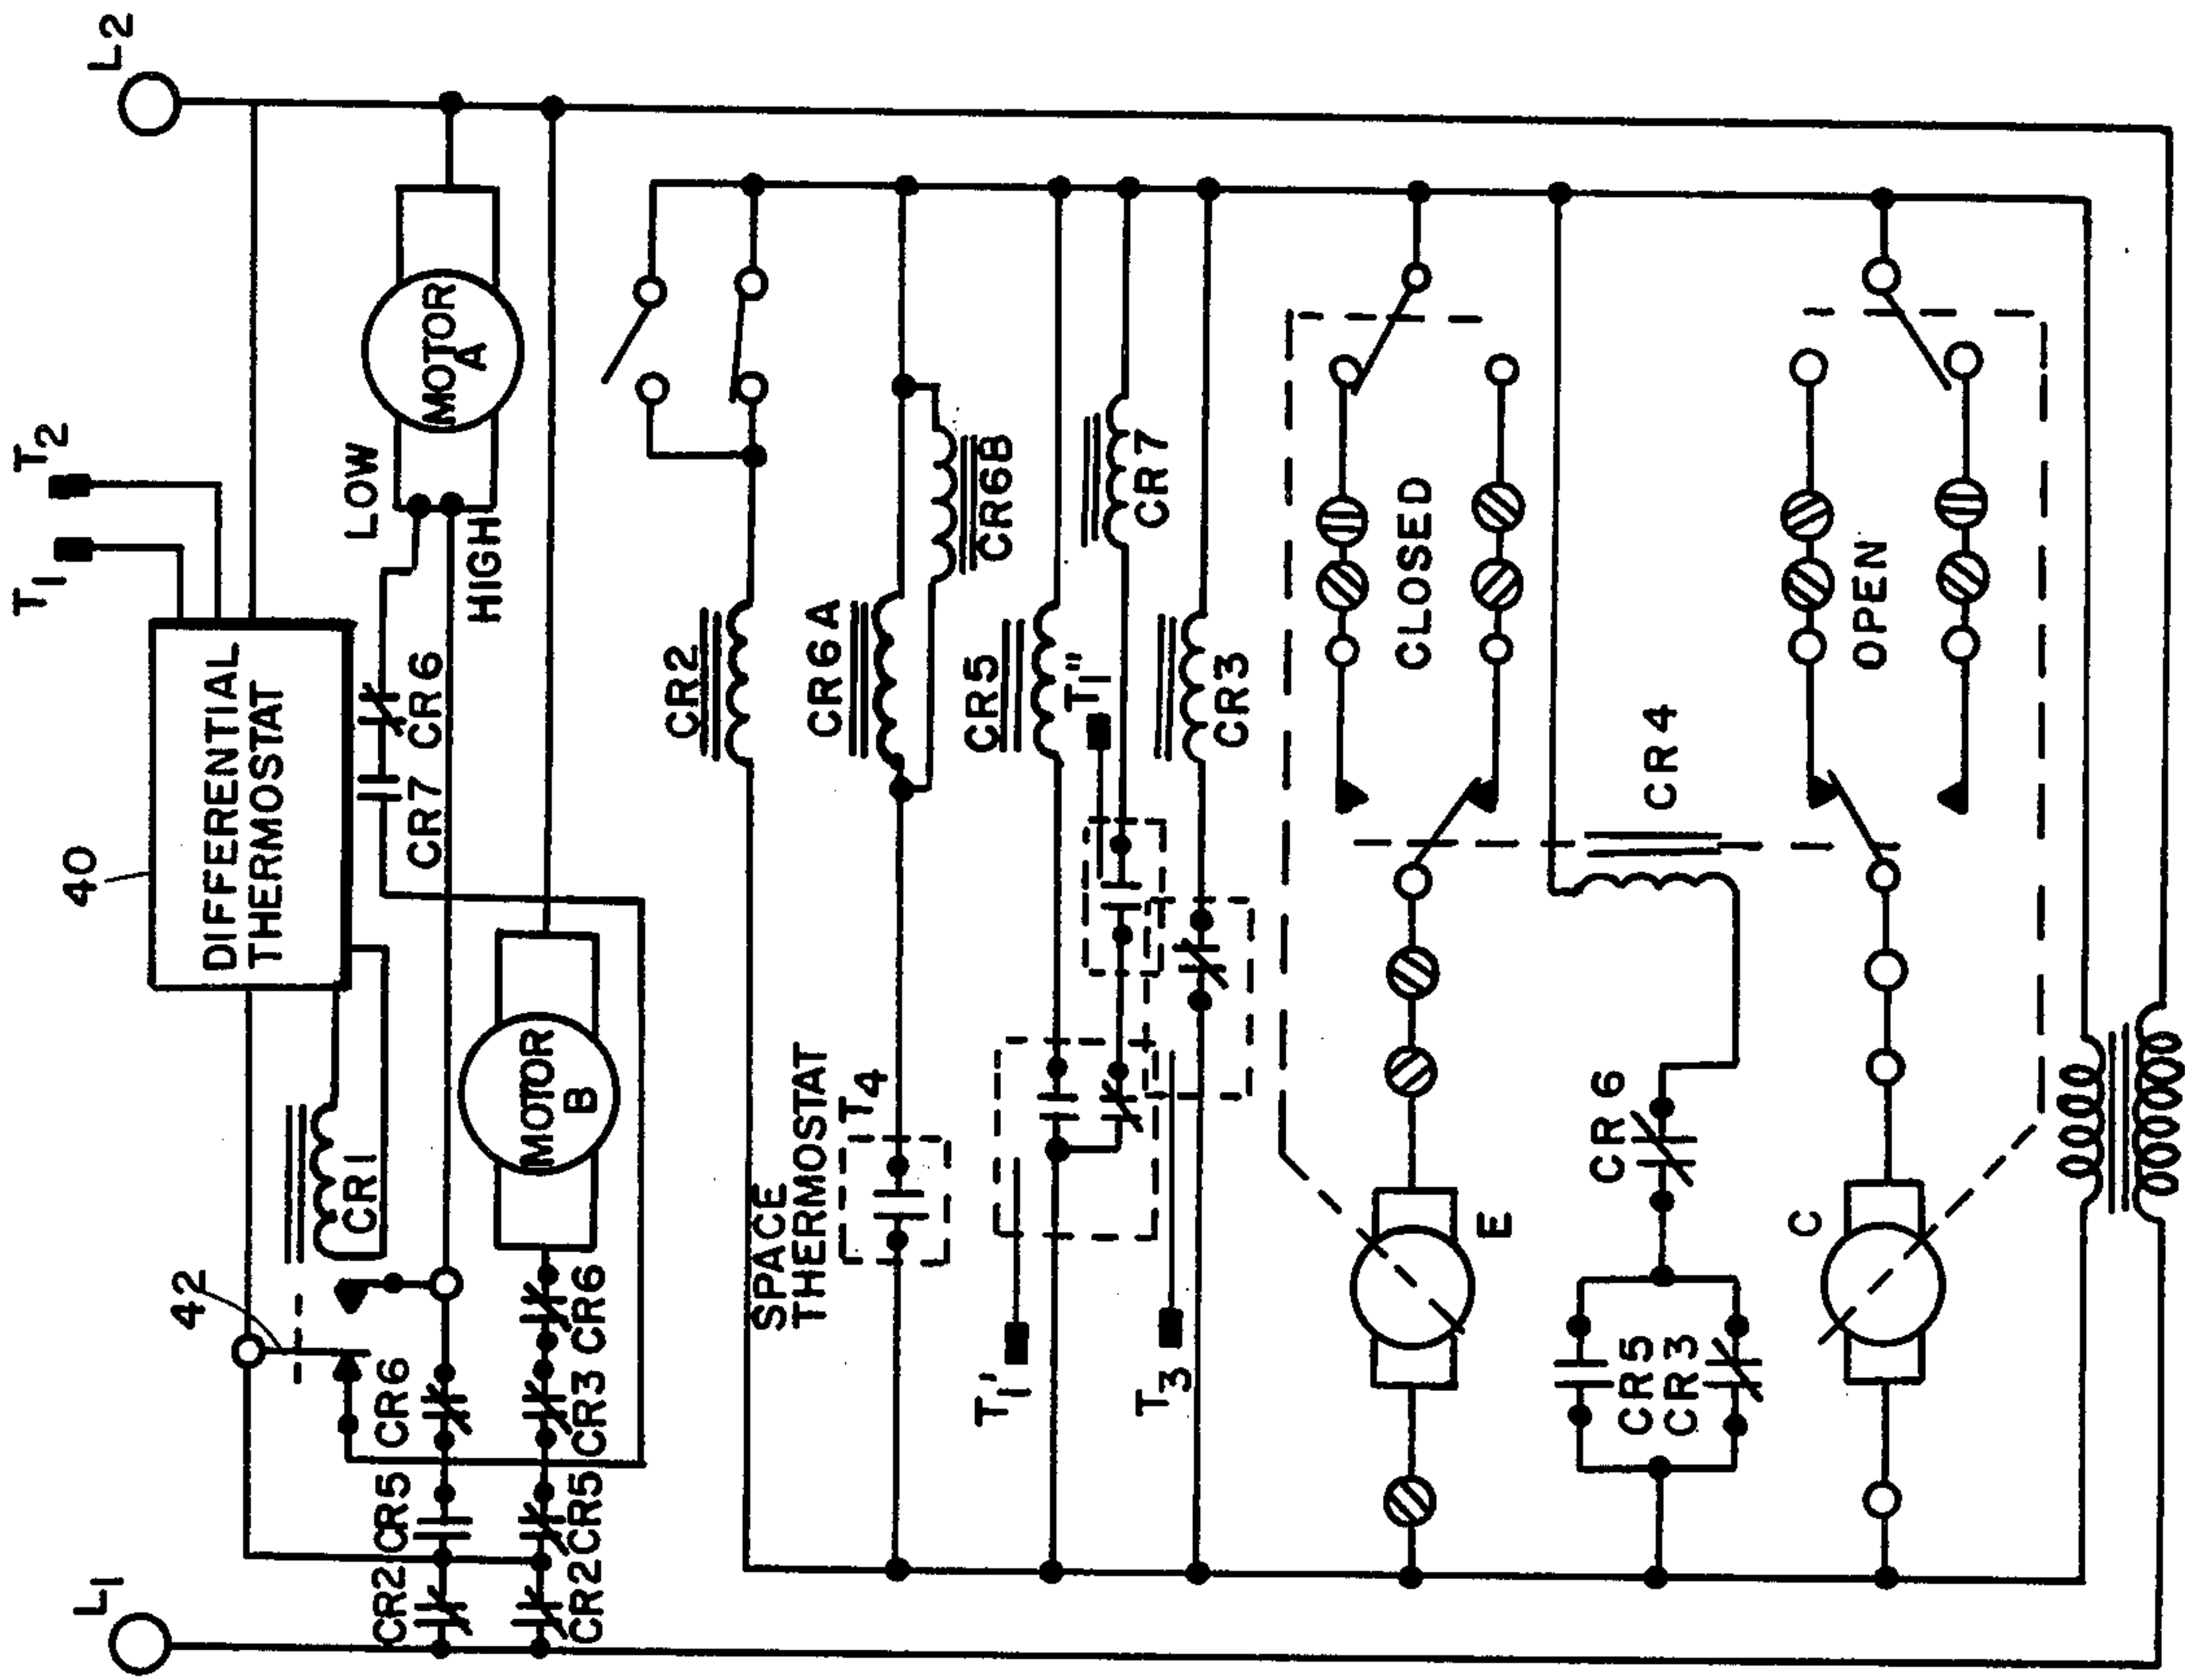 L1
L2
T1
T2
40
DIFFERENTIAL
THERMOSTAT
42
CR1
LOW
HIGH
MOTOR
A
CR7
CR6
MOTOR
B
CR2
CR5
CR6
CR2
CR5
CR3
CR6
CR2
SPACE
THERMOSTAT
T4
CR6A
CR6B
CR5
T1'
T1"
CR7
T3
CR3
E
CLOSED
CR4
CR6
CR5
CR3
C
OPEN